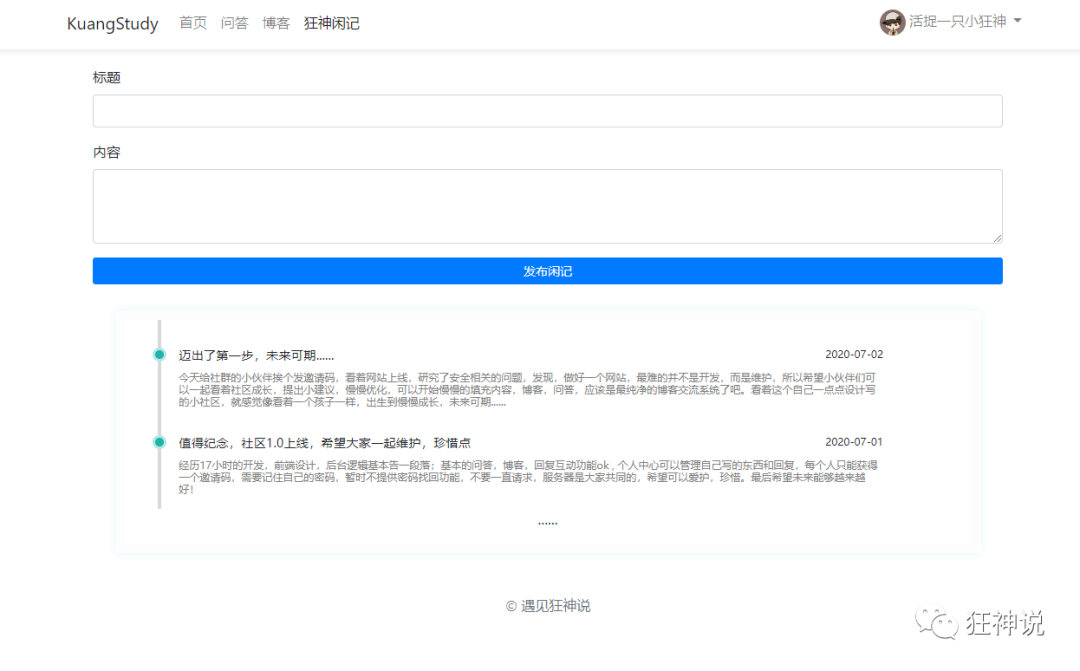 KuangStudy 首页 问答 博客 狂神闲记 活捉一只小狂神
标题
内容
发布闲记
迈出了第一步，未来可期...... 2020-07-02
今天给社群的小伙伴挨个发邀请码，看着网站上线，研究了安全相关的问题，发现，做好一个网站，最难的并不是开发，而是维护，所以希望小伙伴们可
以一起看着社区成长，提出小建议，慢慢优化，可以开始慢慢的填充内容，博客，问答，应该是最纯净的博客交流系统了吧。看着这个自己一点点设计写
的小社区，就感觉像看着一个孩子一样，出生到慢慢成长，未来可期......
值得纪念，社区1.0上线，希望大家一起维护，珍惜点 2020-07-01
经历17小时的开发，前端设计，后台逻辑基本告一段落；基本的问答，博客，回复互动功能ok , 个人中心可以管理自己写的东西和回复，每个人只能获得
一个邀请码，需要记住自己的密码，暂时不提供密码找回功能，不要一直请求，服务器是大家共同的，希望可以爱护，珍惜。最后希望未来能够越来越
好！
......
© 遇见狂神说
狂神说